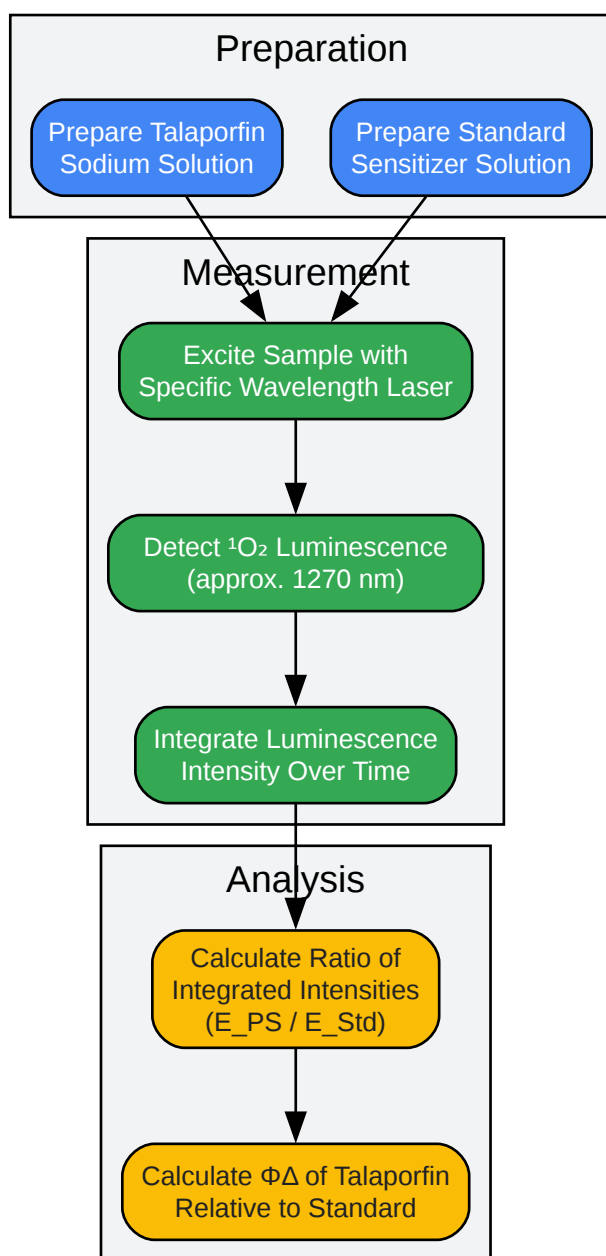 Preparation
Prepare Talaporfin
Sodium Solution
Prepare Standard
Sensitizer Solution
Measurement
Excite Sample with
Specific Wavelength Laser
Detect ¹O₂ Luminescence
(approx. 1270 nm)
Integrate Luminescence
Intensity Over Time
Analysis
Calculate Ratio of
Integrated Intensities
(E_PS / E_Std)
Calculate ΦΔ of Talaporfin
Relative to Standard